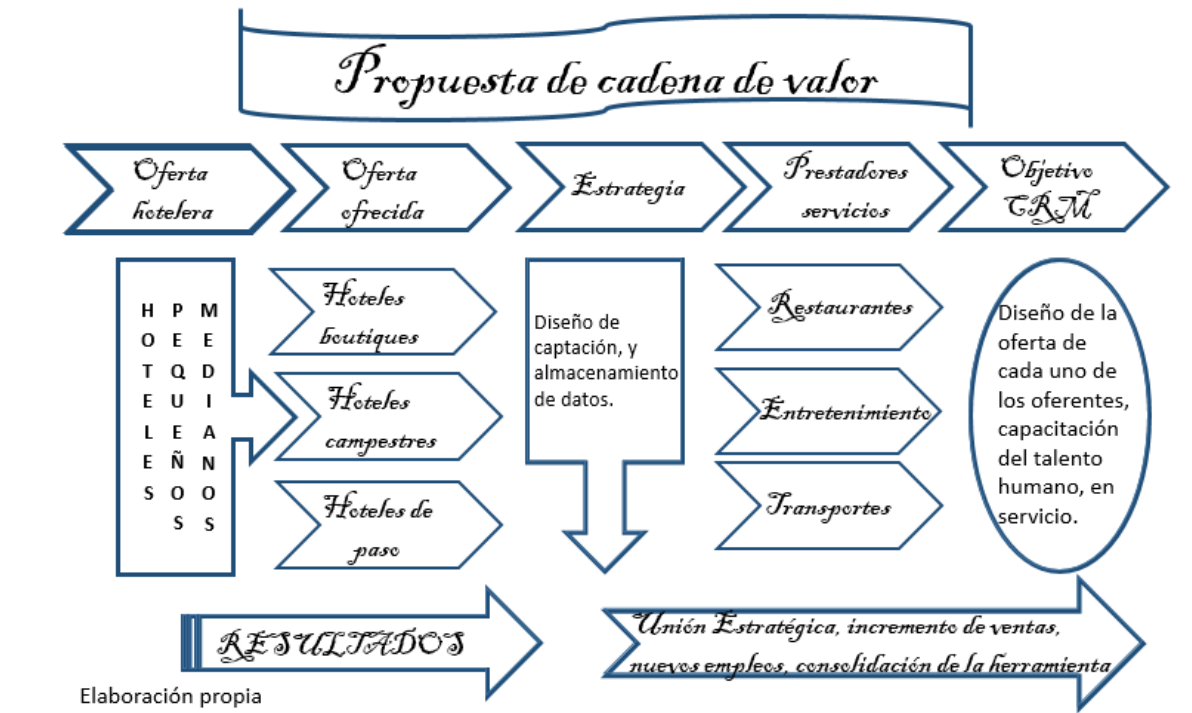 Propuesta de cadena de valor
Oferta
hotelera
Oferta
ofrecida
Estrategia
Prestadores
servicios
Objetivo
CRM
HOTELES
PEQUEÑOS
MEDIANOS
Hoteles
boutiques
Hoteles
campestres
Hoteles de
paso
Diseño de
captación, y
almacenamiento
de datos.
Restaurantes
Entretenimiento
Transportes
Diseño de la
oferta de
cada uno de
los oferentes,
capacitación
del talento
humano, en
servicio.
RESULTADOS
Unión Estratégica, incremento de ventas,
nuevos empleos, consolidación de la herramienta
Elaboración propia